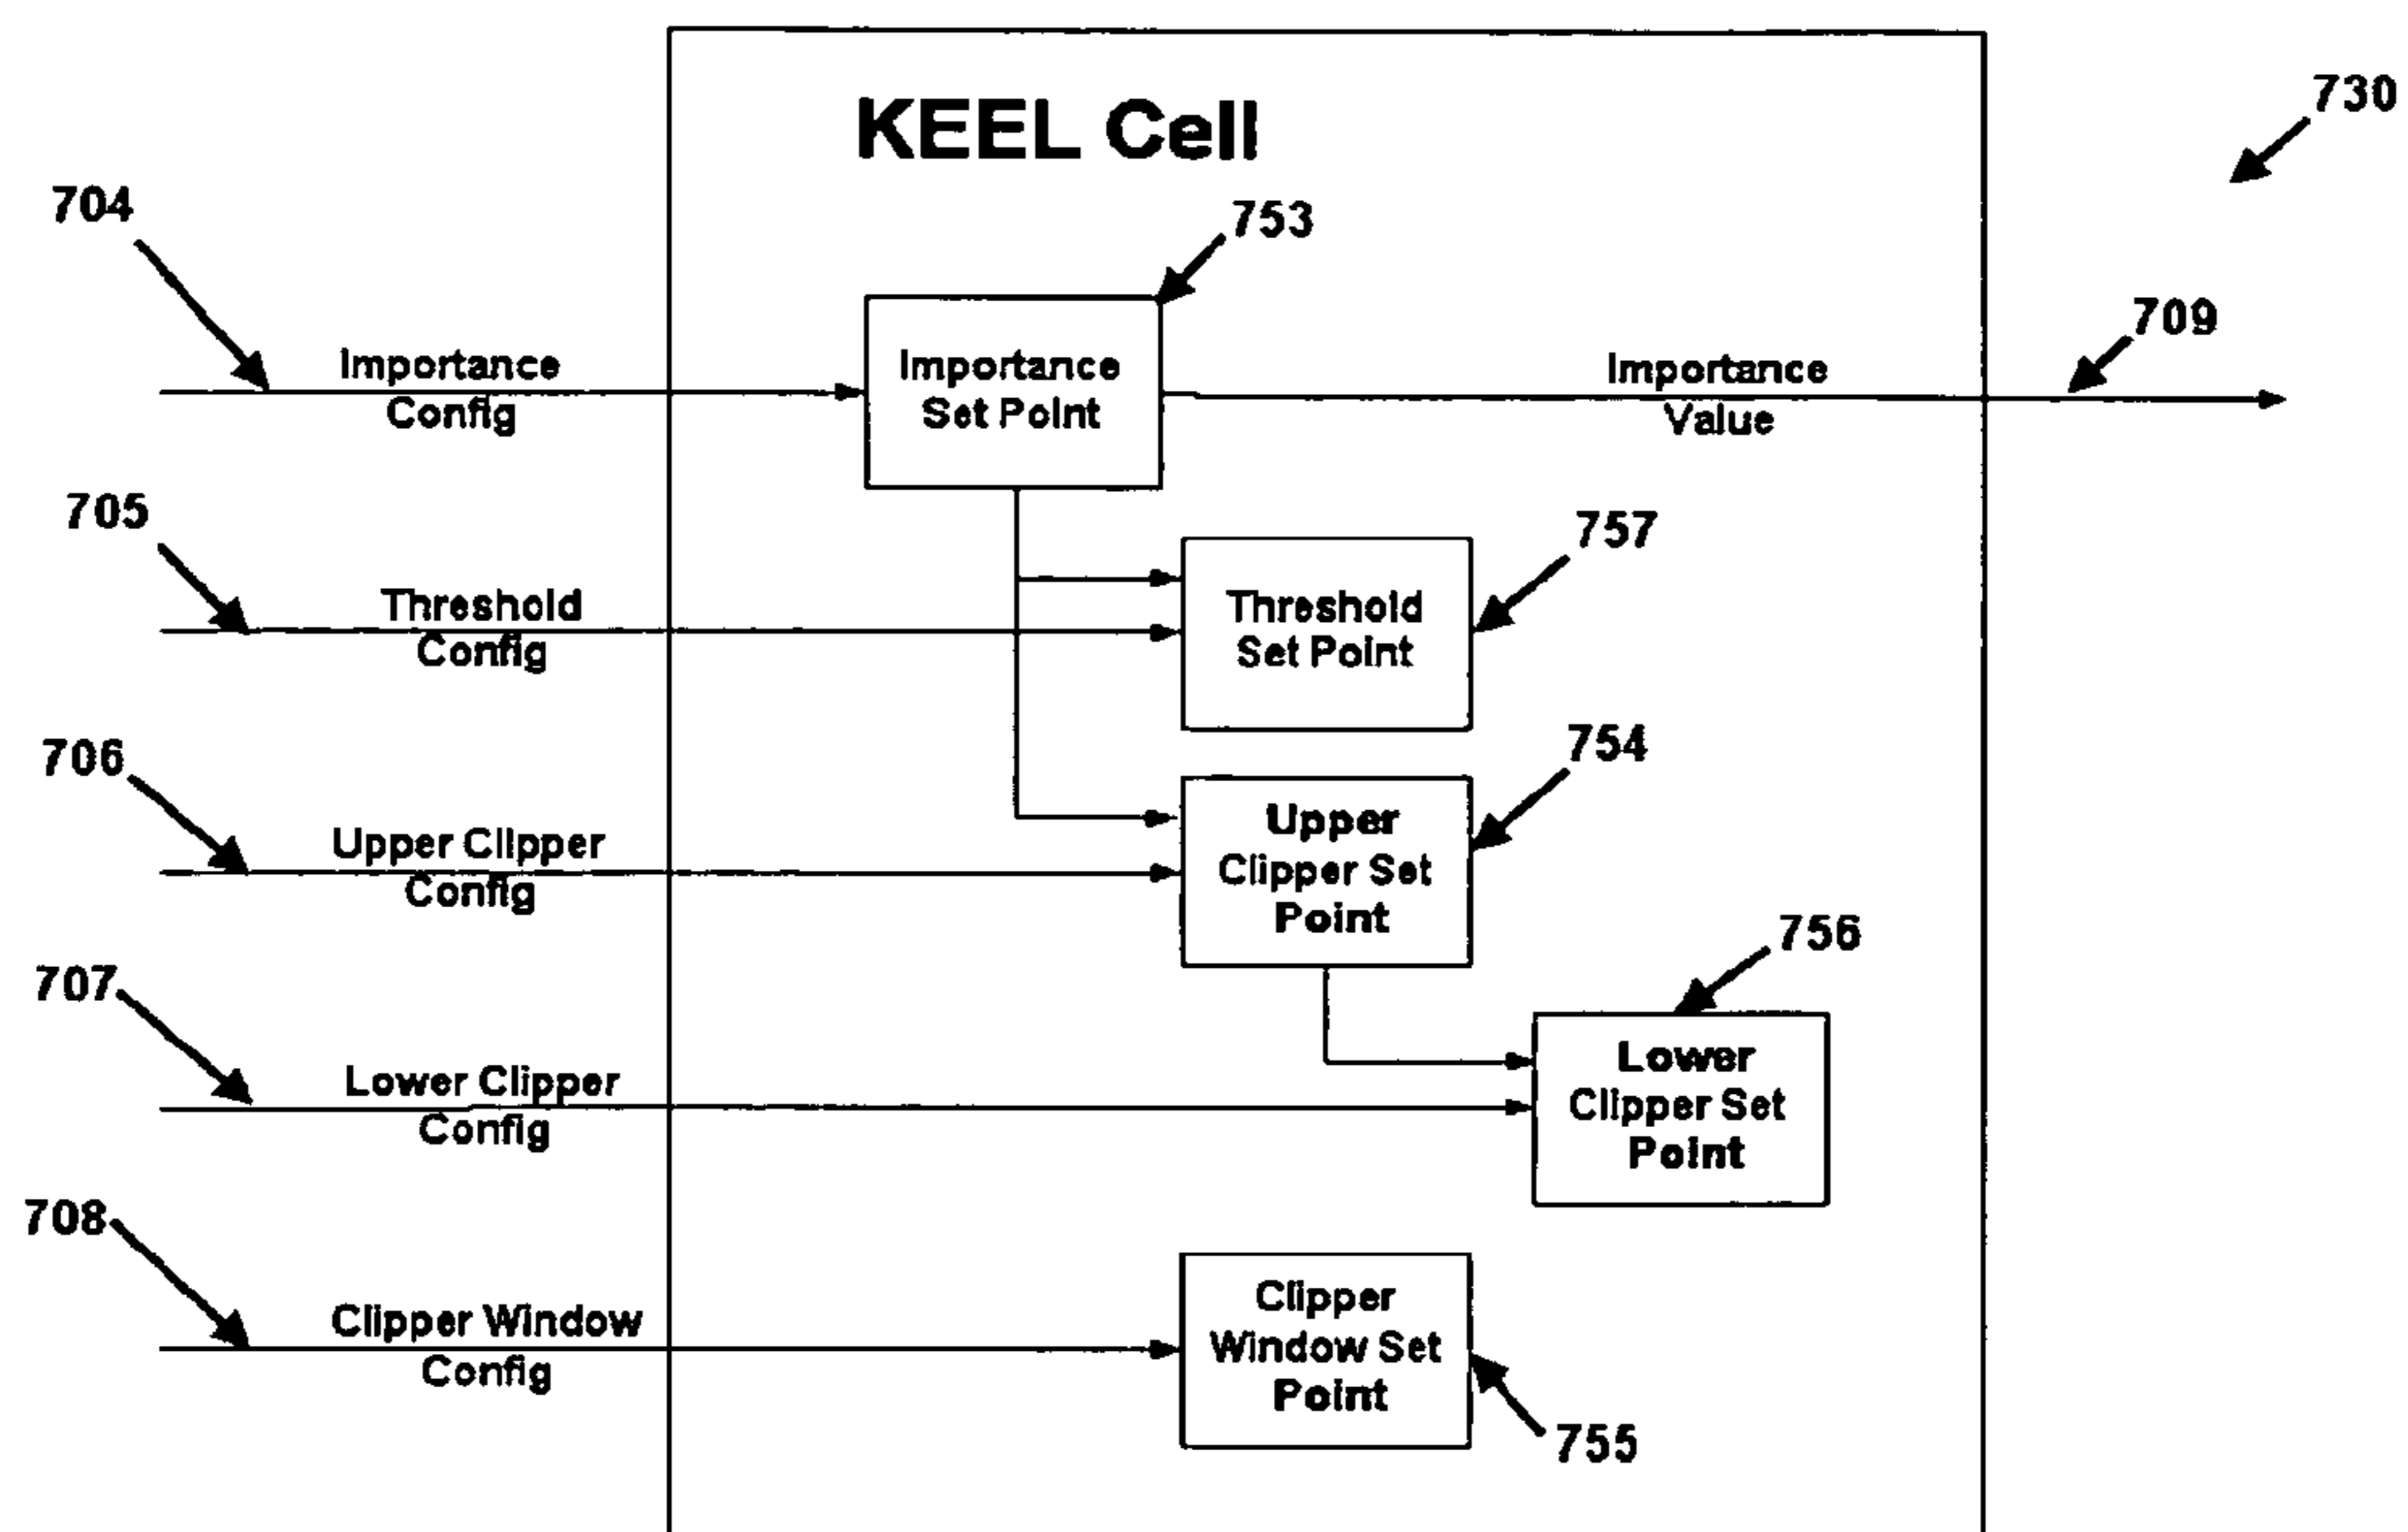 730
KEEL Cell
704
753
709
Importance
Config
Importance
Set Point
Importance
Value
705
757
Threshold
Config
Threshold
Set Point
706
754
Upper Clipper
Config
Upper
Clipper Set
Point
707
756
Lower Clipper
Config
Lower
Clipper Set
Point
708
Clipper Window
Config
Clipper
Window Set
Point
755